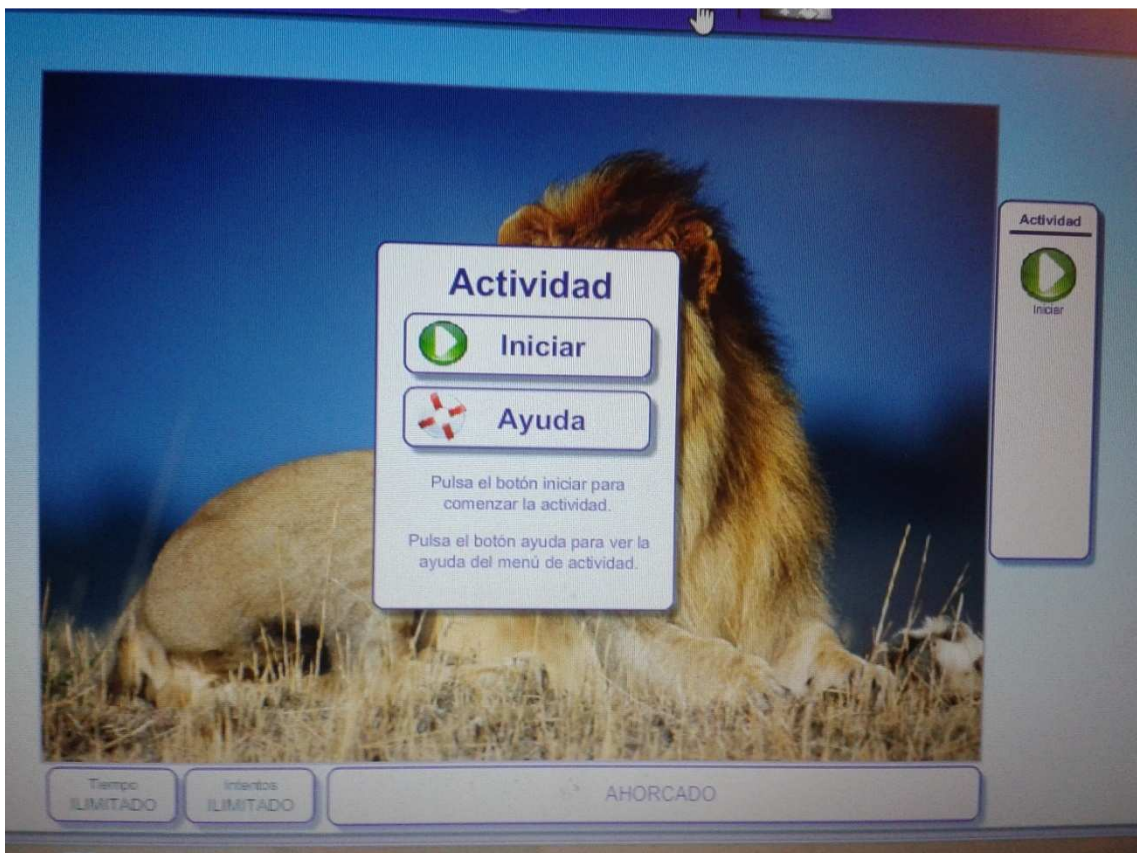 Actividad
Iniciar
Ayuda
Pulsa el botón iniciar para
comenzar la actividad.
Pulsa el botón ayuda para ver la
ayuda del menú de actividad.
Actividad
Iniciar
Tiempo
ILIMITADO
Intentos
ILIMITADO
AHORCADO